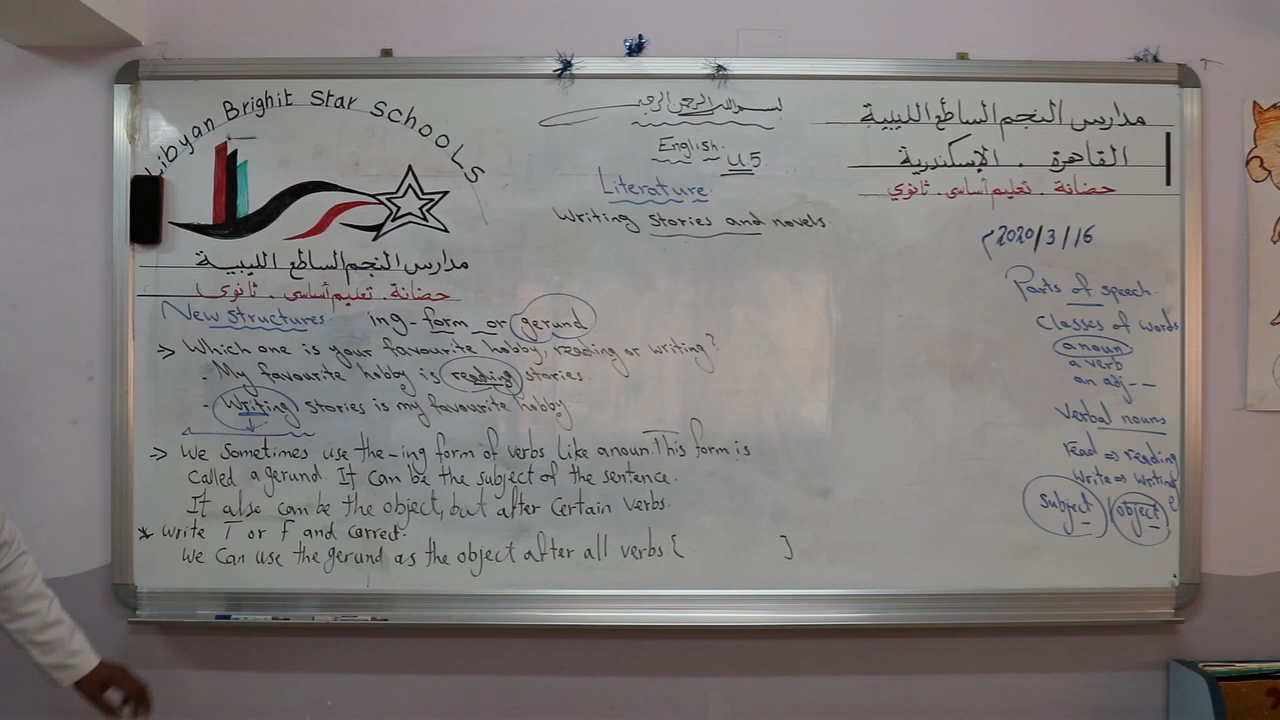 Libyan Brighit Star SchooLs
مدارس النجم الساطع الليبية
حضانة . تعليم أساسى . ثانوى
بسم الله الرحمن الرحيم
English
U5
Literature
Writing stories and novels
مدارس النجم الساطع الليبية
القاهرة . الإسكندرية
حضانة . تعليم أساسى . ثانوي
2020/3/16م
New structures ing-form or gerund
=> Which one is your favourite hobby, reading or writing?
- My favourite hobby is reading stories.
- Writing stories is my favourite hobby
=> We sometimes use the -ing form of verbs like anoun. This form is
called a gerund. It can be the subject of the sentence.
It also can be the object, but after certain verbs.
* write T or f and correct.
We can use the gerund as the object after all verbs. [ ]
Parts of speech.
Classes of words
a noun
a verb
an adj--
Verbal nouns
read => reading
write => writing
Subject / object